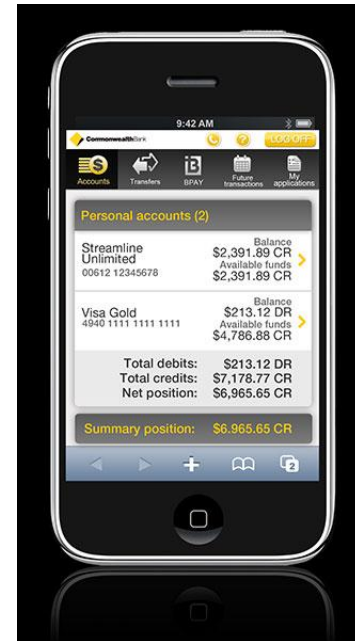 9:42 AM
CommonwealthBank
LOG OFF
Accounts
Transfers
BPAY
Future transactions
My applications
Personal accounts (2)
Streamline Unlimited
00612 12345678
Balance
$2,391.89 CR
Available funds
$2,391.89 CR
Visa Gold
4940 1111 1111 1111
Balance
$213.12 DR
Available funds
$4,786.88 CR
Total debits: $213.12 DR
Total credits: $7,178.77 CR
Net position: $6,965.65 CR
Summary position: $6.965.65 CR
2